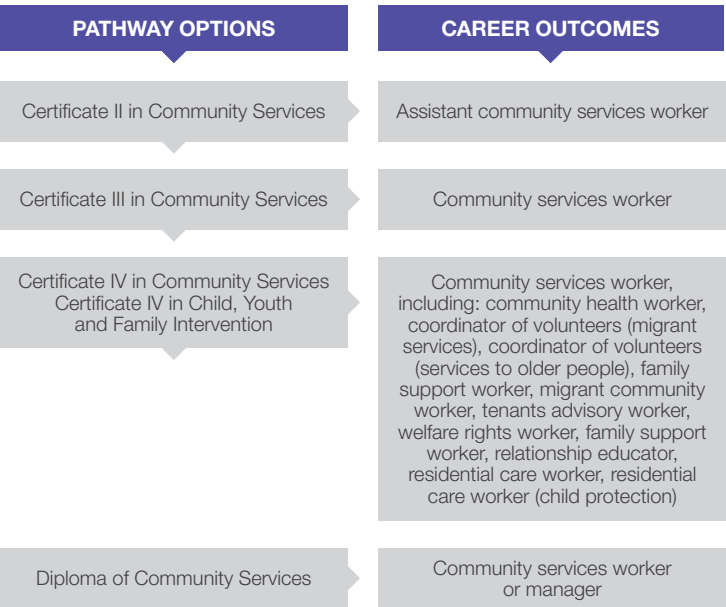 PATHWAY OPTIONS
CAREER OUTCOMES
Certificate II in Community Services
Assistant community services worker
Certificate III in Community Services
Community services worker
Certificate IV in Community Services
Certificate IV in Child, Youth
and Family Intervention
Community services worker,
including: community health worker,
coordinator of volunteers (migrant
services), coordinator of volunteers
(services to older people), family
support worker, migrant community
worker, tenants advisory worker,
welfare rights worker, family support
worker, relationship educator,
residential care worker, residential
care worker (child protection)
Diploma of Community Services
Community services worker
or manager